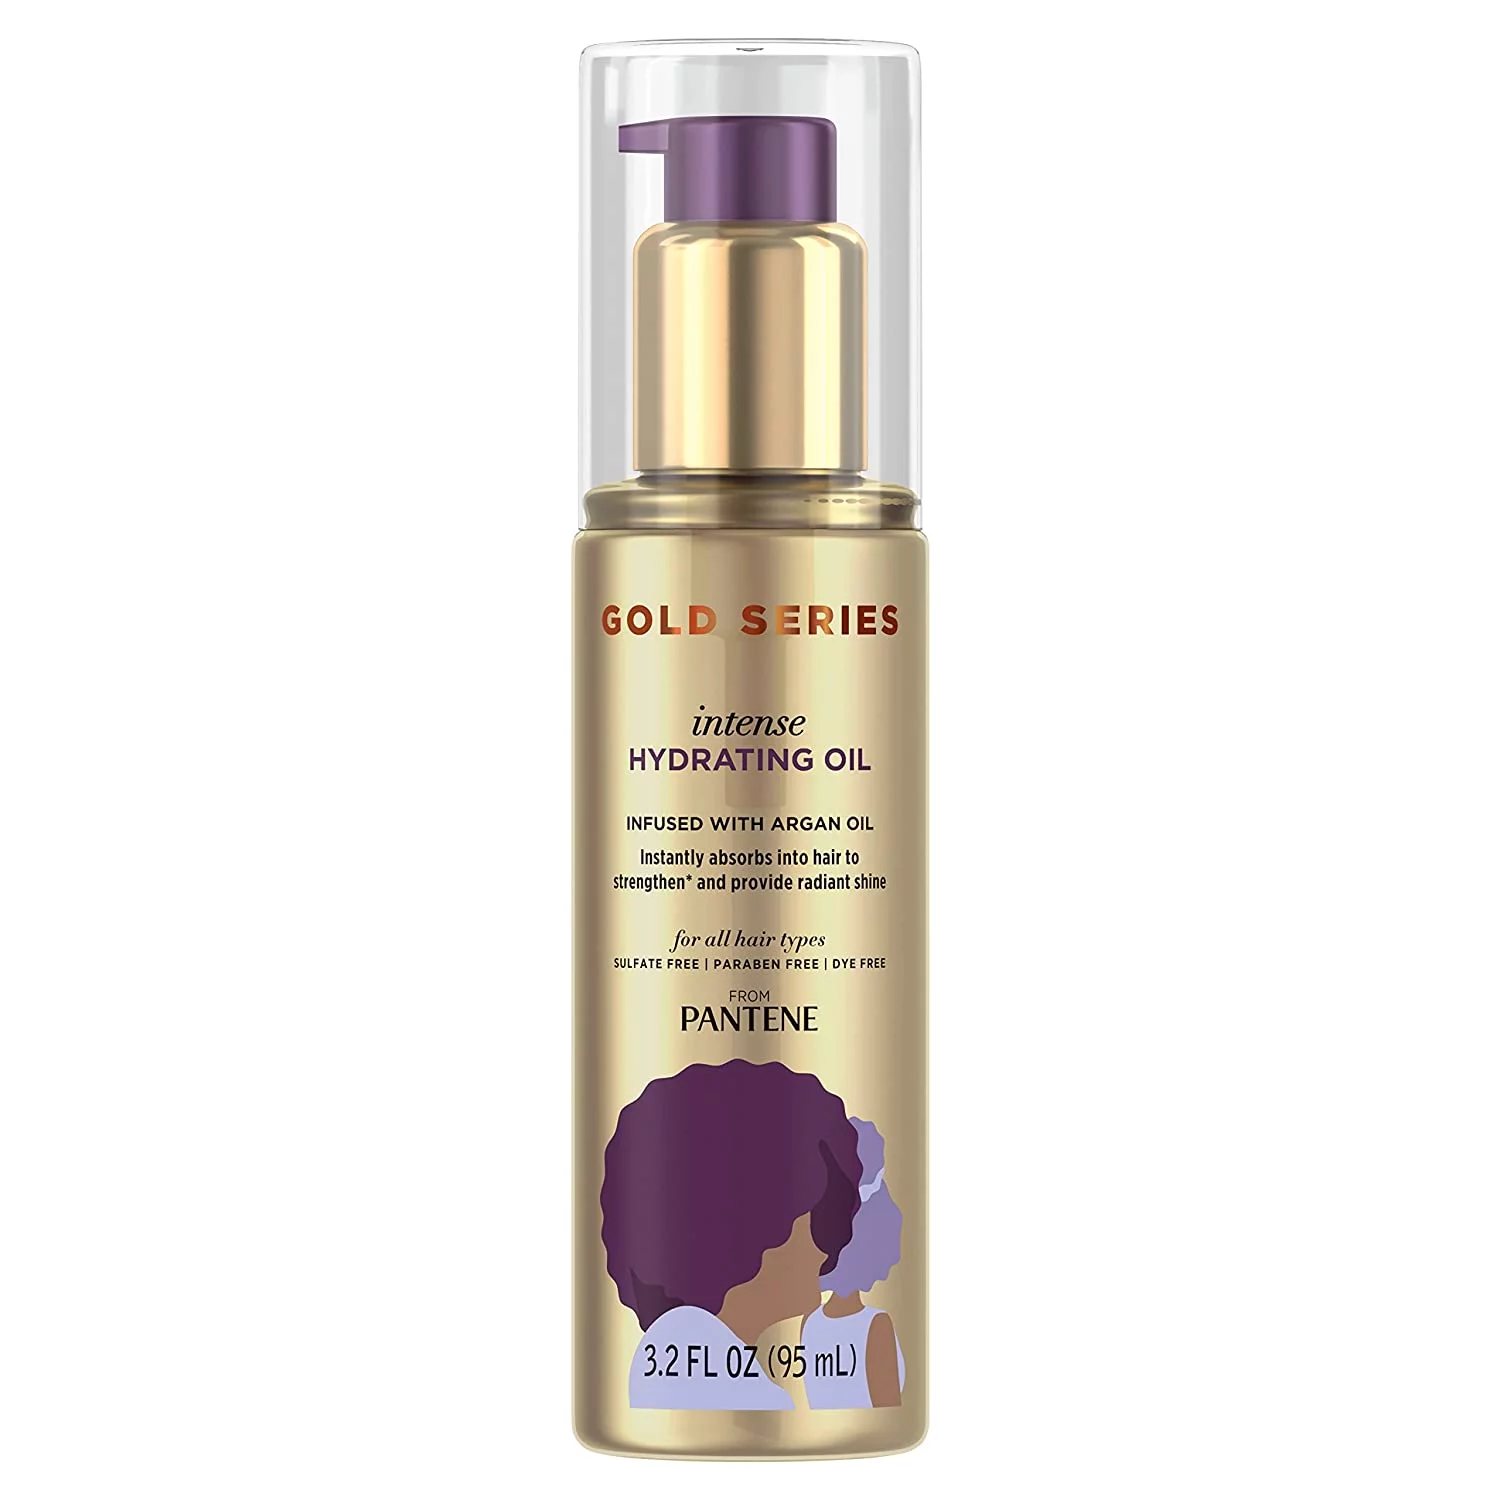 GOLD SERIES
intense
HYDRATING OIL
INFUSED WITH ARGAN OIL
Instantly absorbs into hair to
strengthen* and provide radiant shine
for all hair types
SULFATE FREE | PARABEN FREE | DYE FREE
FROM
PANTENE
3.2 FL OZ (95 mL)